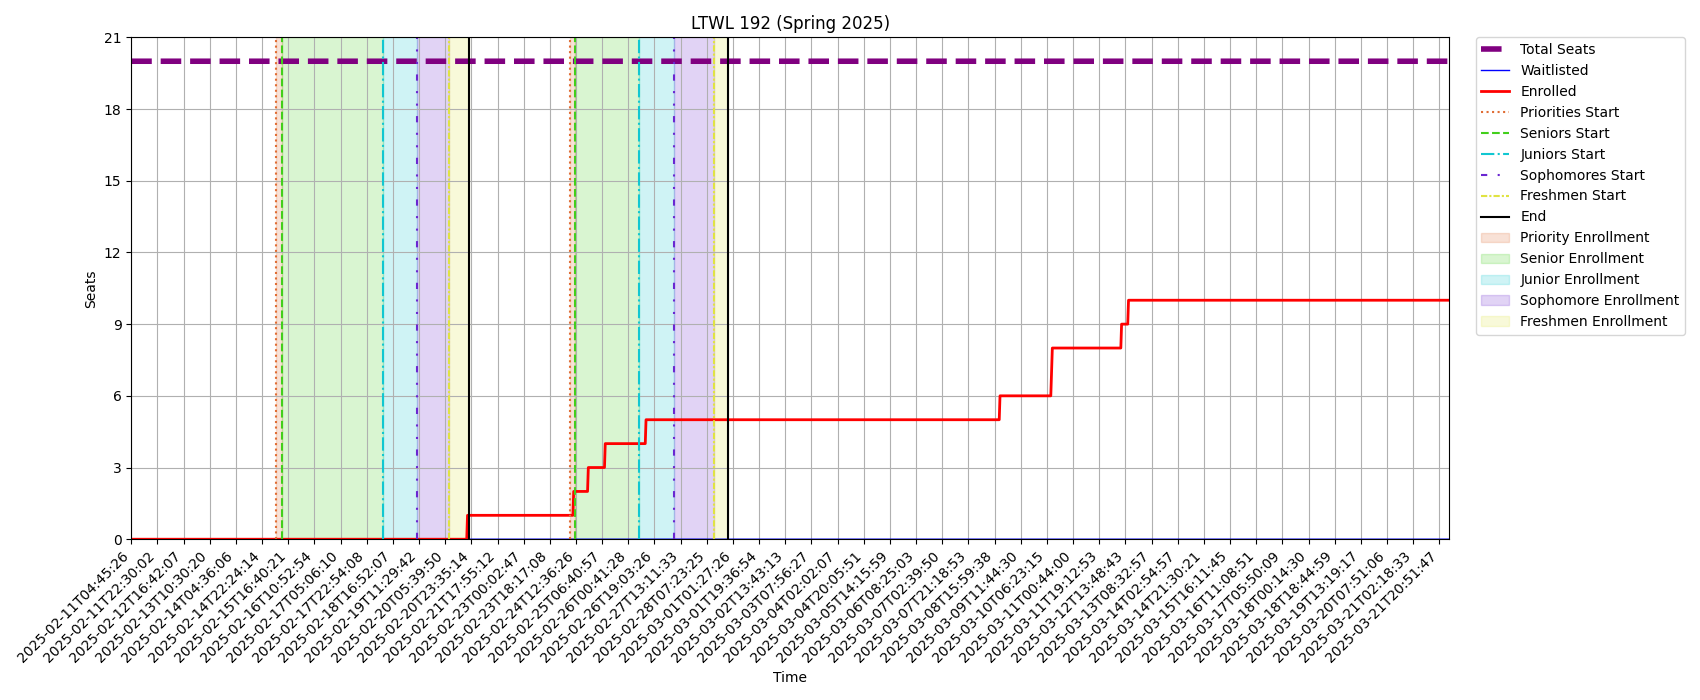 LTWL 192 (Spring 2025)
Seats
21
18
15
12
9
6
3
0
2025-02-11T04:45:26
2025-02-11T22:30:02
2025-02-12T16:42:07
2025-02-13T10:30:20
2025-02-14T04:36:06
2025-02-14T22:24:14
2025-02-15T16:40:21
2025-02-16T10:52:54
2025-02-17T05:06:10
2025-02-17T22:54:08
2025-02-18T16:52:07
2025-02-19T11:29:42
2025-02-20T05:39:50
2025-02-20T23:35:14
2025-02-21T17:55:12
2025-02-23T00:02:47
2025-02-23T18:17:08
2025-02-24T12:36:26
2025-02-25T06:40:57
2025-02-26T00:41:28
2025-02-26T19:03:26
2025-02-27T13:11:33
2025-02-28T07:23:25
2025-03-01T01:27:26
2025-03-01T19:36:54
2025-03-02T13:43:13
2025-03-03T07:56:27
2025-03-04T02:02:07
2025-03-04T20:05:51
2025-03-05T14:15:59
2025-03-06T08:25:03
2025-03-07T02:39:50
2025-03-07T21:18:53
2025-03-08T15:59:38
2025-03-09T11:44:30
2025-03-10T06:23:15
2025-03-11T00:44:00
2025-03-11T19:12:53
2025-03-12T13:48:43
2025-03-13T08:32:57
2025-03-14T02:54:57
2025-03-14T21:30:21
2025-03-15T16:11:45
2025-03-16T11:08:51
2025-03-17T05:50:09
2025-03-18T00:14:30
2025-03-18T18:44:59
2025-03-19T13:19:17
2025-03-20T07:51:06
2025-03-21T02:18:33
2025-03-21T20:51:47
Time
Total Seats
Waitlisted
Enrolled
Priorities Start
Seniors Start
Juniors Start
Sophomores Start
Freshmen Start
End
Priority Enrollment
Senior Enrollment
Junior Enrollment
Sophomore Enrollment
Freshmen Enrollment